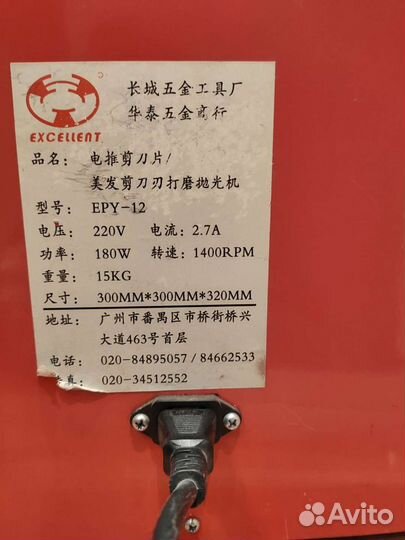 长城五金工具厂
华泰五金商行
EXCELLENT
品名: 电推剪刀片/
美发剪刀刃打磨抛光机
型号: EPY-12
电压: 220V 电流: 2.7A
功率: 180W 转速: 1400RPM
重量: 15KG
尺寸: 300MM*300MM*320MM
地址: 广州市番禺区市桥街桥兴
大道463号首层
电话: 020-84895057 / 84662533
真: 020-34512552
Avito